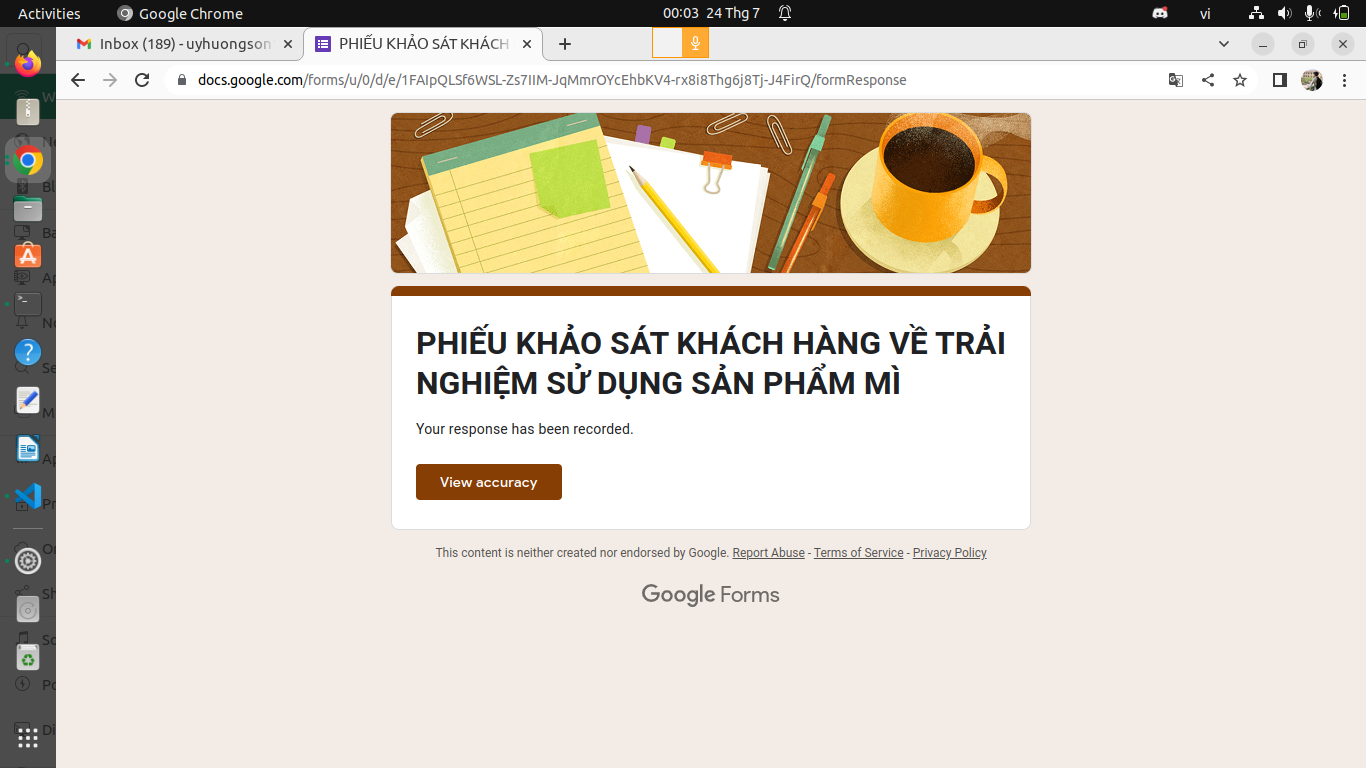 Activities
Google Chrome
00:03 24 Thg 7
vi
Inbox (189) - uyhuongson
PHIẾU KHẢO SÁT KHÁCH
docs.google.com/forms/u/0/d/e/1FAIpQLSf6WSL-Zs7IIM-JqMmrOYcEhbKV4-rx8i8Thg6j8Tj-J4FirQ/formResponse
PHIẾU KHẢO SÁT KHÁCH HÀNG VỀ TRẢI
NGHIỆM SỬ DỤNG SẢN PHẨM MÌ
Your response has been recorded.
View accuracy
This content is neither created nor endorsed by Google. Report Abuse - Terms of Service - Privacy Policy
Google Forms